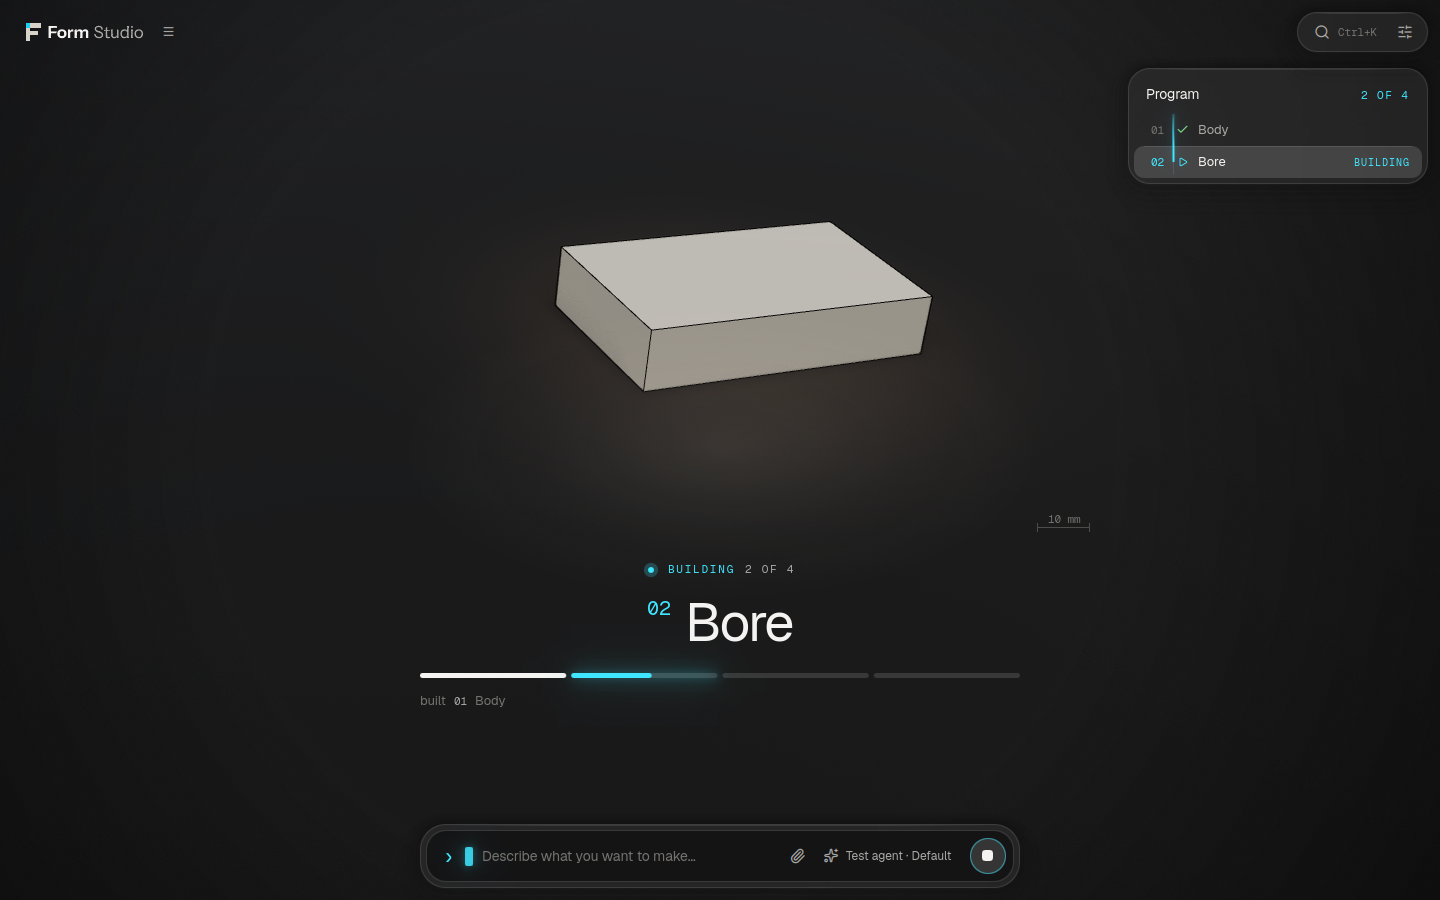 Form Studio
Ctrl+K
Program 2 OF 4
01 Body
02 Bore BUILDING
10 mm
BUILDING 2 OF 4
02 Bore
built 01 Body
Describe what you want to make… Test agent · Default